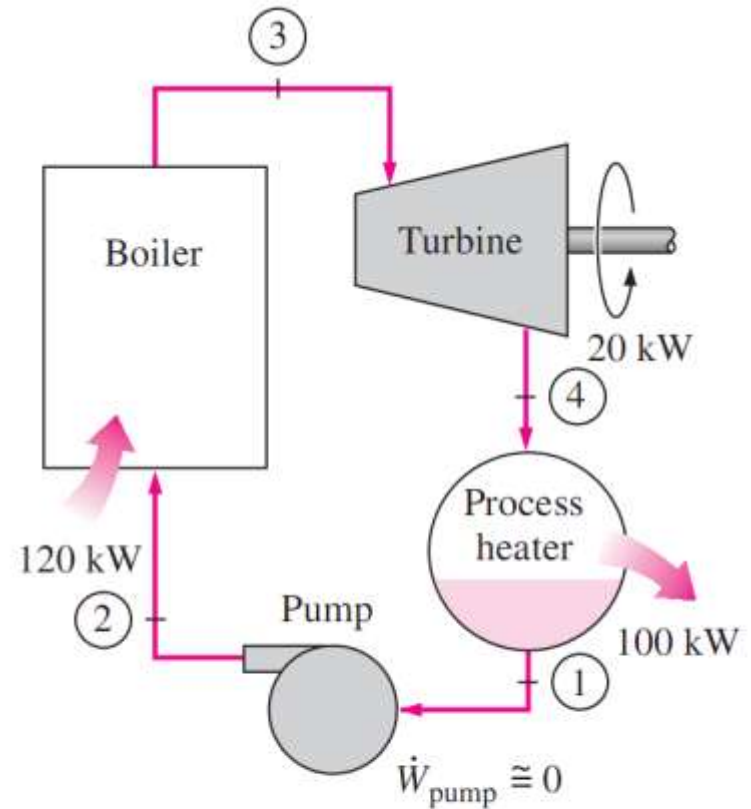 3
Boiler
Turbine
20 kW
4
Process
heater
120 kW
Pump
2
100 kW
1
Ẇpump ≅ 0